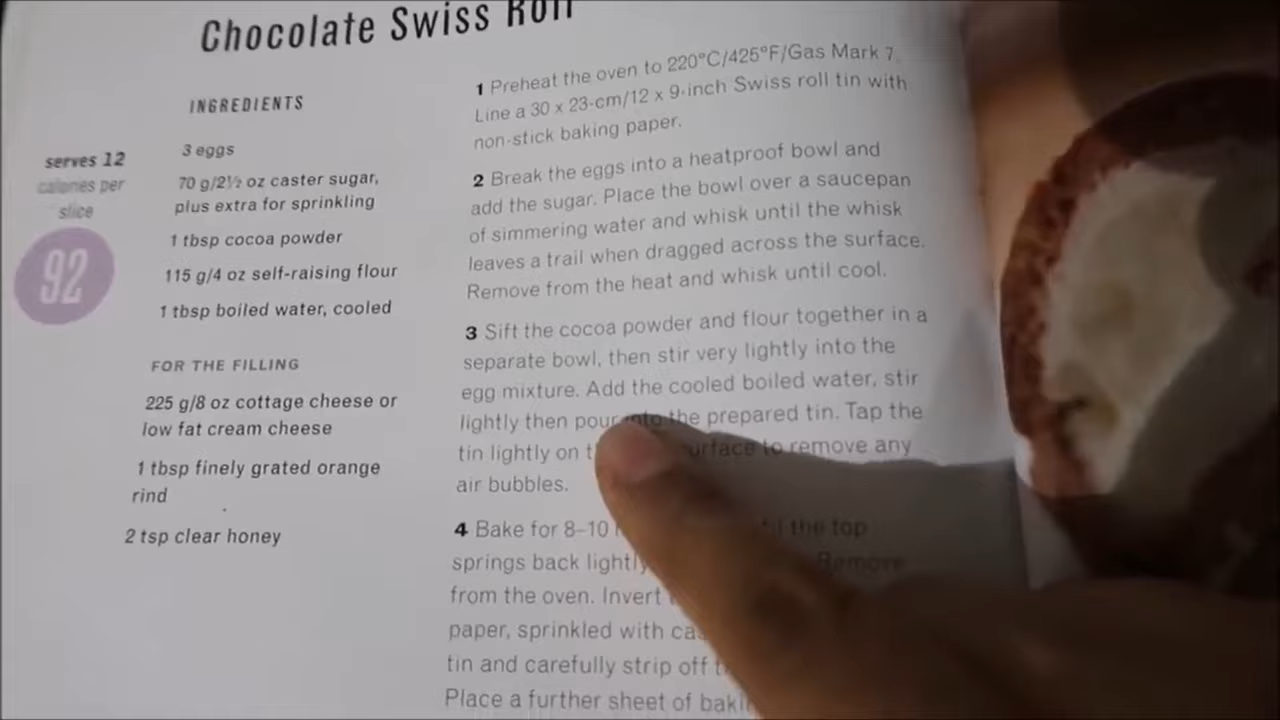 Chocolate Swiss Roll
INGREDIENTS
serves 12
calories per
slice
92
3 eggs
70 g/2½ oz caster sugar,
plus extra for sprinkling
1 tbsp cocoa powder
115 g/4 oz self-raising flour
1 tbsp boiled water, cooled
FOR THE FILLING
225 g/8 oz cottage cheese or
low fat cream cheese
1 tbsp finely grated orange
rind
2 tsp clear honey
1 Preheat the oven to 220°C/425°F/Gas Mark 7.
Line a 30 x 23-cm/12 x 9-inch Swiss roll tin with
non-stick baking paper.
2 Break the eggs into a heatproof bowl and
add the sugar. Place the bowl over a saucepan
of simmering water and whisk until the whisk
leaves a trail when dragged across the surface.
Remove from the heat and whisk until cool.
3 Sift the cocoa powder and flour together in a
separate bowl, then stir very lightly into the
egg mixture. Add the cooled boiled water, stir
lightly then pour into the prepared tin. Tap the
tin lightly on surface to remove any
air bubbles.
4 Bake for 8–10 the top
springs back lightly Remove
from the oven. Invert
paper, sprinkled with
tin and carefully strip off
Place a further sheet of